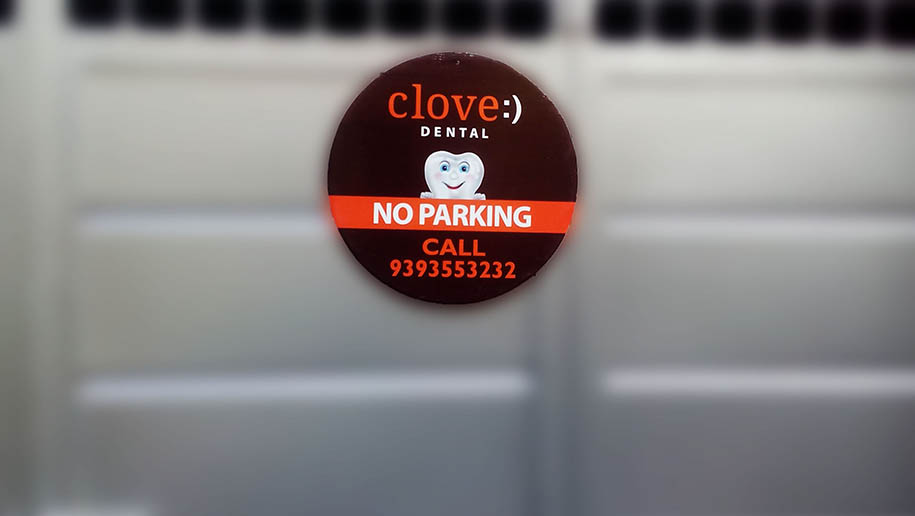 clove:)
DENTAL
NO PARKING
CALL
9393553232